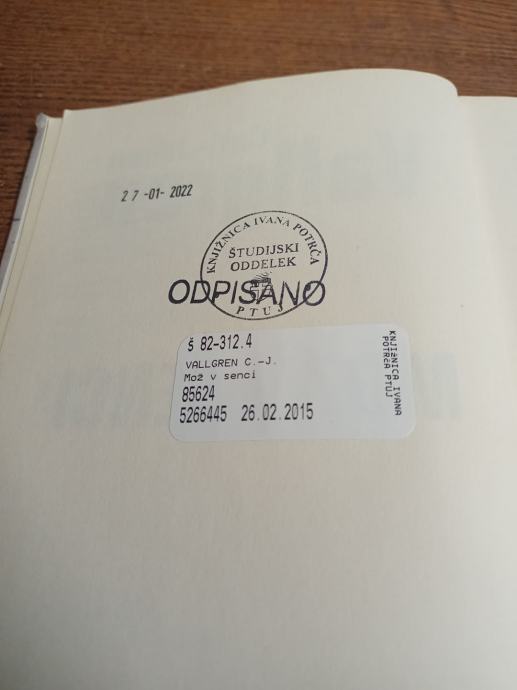 27-01-2022
KNJIŽNICA IVANA POTRČA
ŠTUDIJSKI
ODDELEK
ODPISANO
PTUJ
Š 82-312.4
VALLGREN C.-J.
Mož v senci
85624
5266445 26.02.2015
KNJIŽNICA IVANA
POTRČA PTUJ